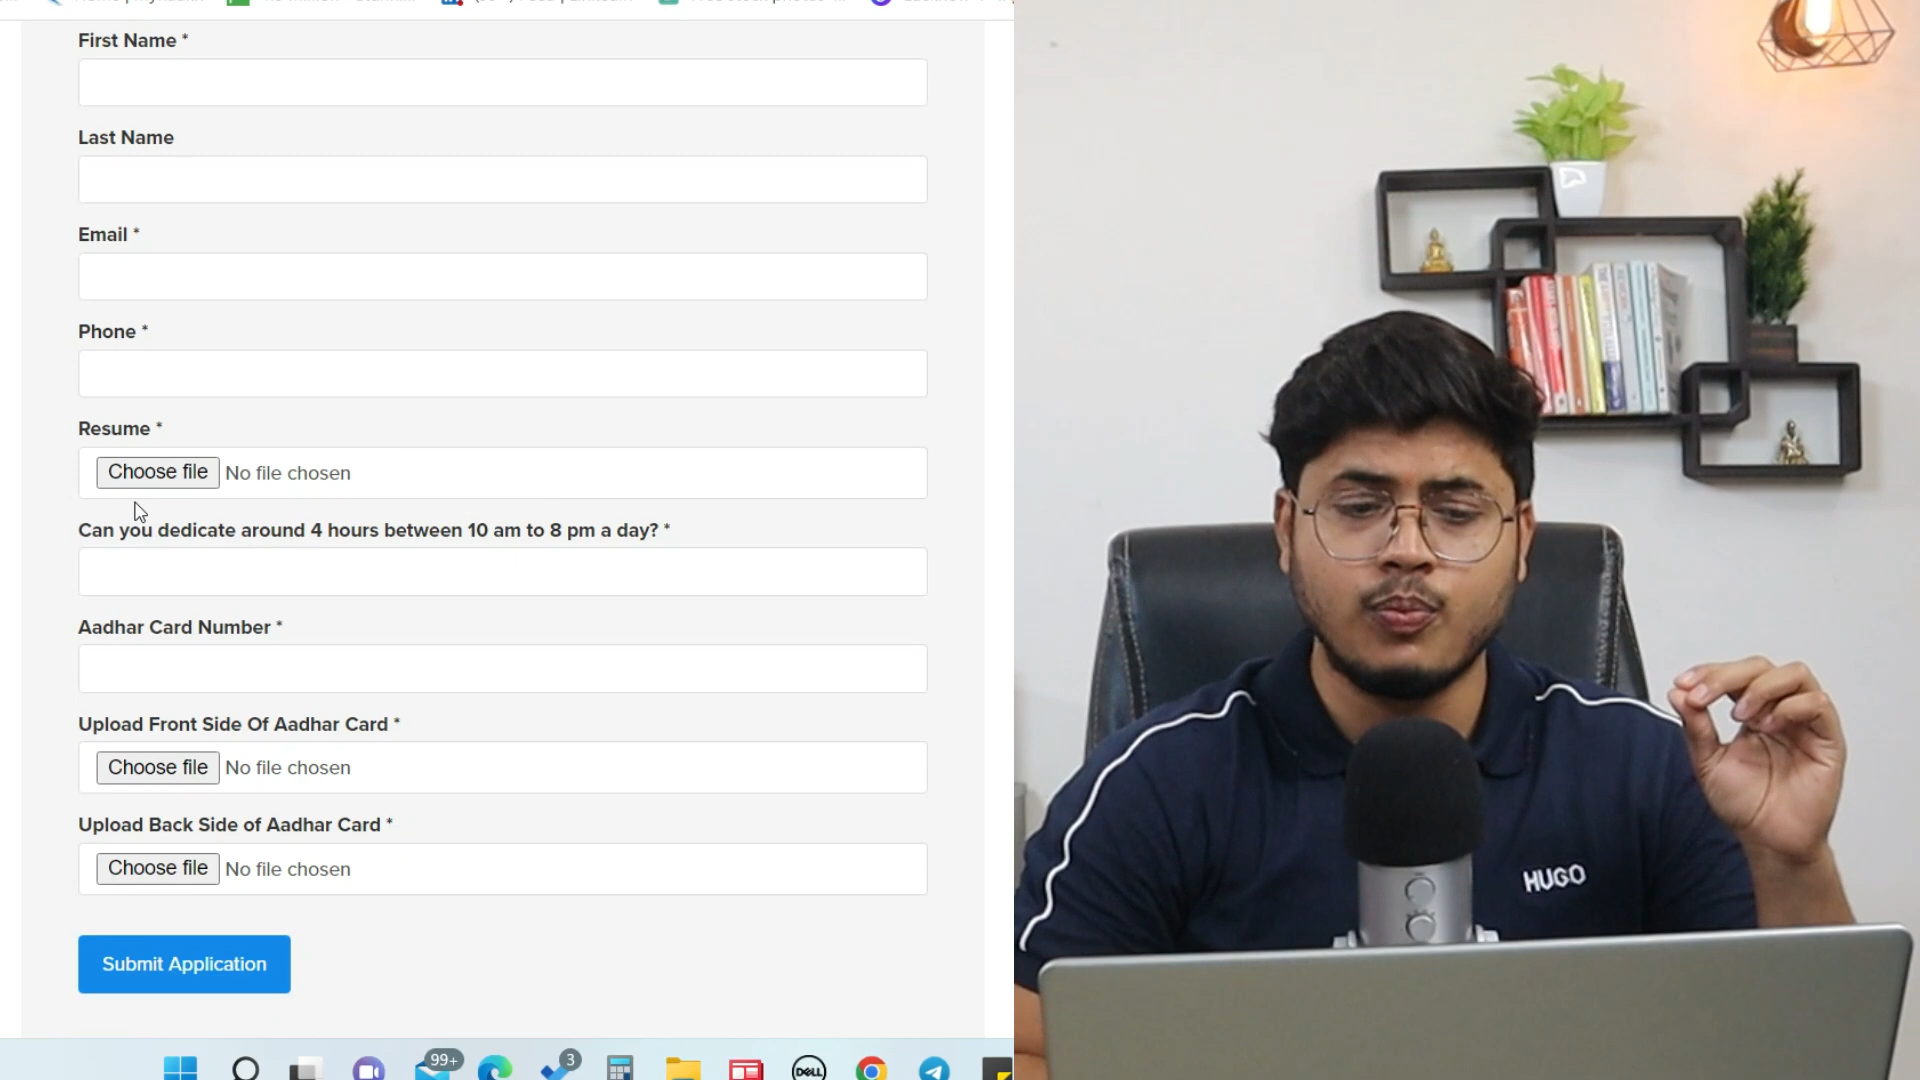 First Name *
Last Name
Email *
Phone *
Resume *
Choose file No file chosen
Can you dedicate around 4 hours between 10 am to 8 pm a day? *
Aadhar Card Number *
Upload Front Side Of Aadhar Card *
Choose file No file chosen
Upload Back Side of Aadhar Card *
Choose file No file chosen
Submit Application
99+
3
DELL
HUGO